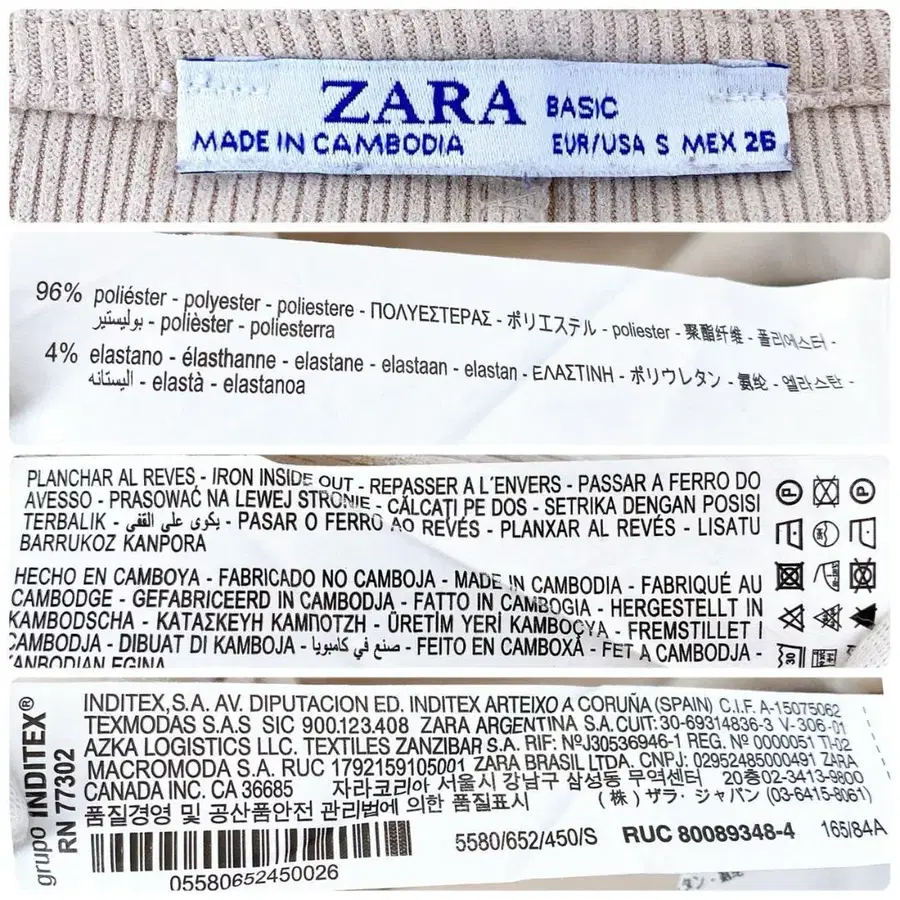 ZARA BASIC
MADE IN CAMBODIA EUR/USA S MEX 26
96% poliéster - polyester - poliestere - ΠΟΛΥΕΣΤΕΡΑΣ - ポリエステル - poliester - 聚酯纤维 - 폴리에스터 -
بوليستير - polièster - poliesterra
4% elastano - élasthanne - elastane - elastaan - elastan - ΕΛΑΣΤΙΝΗ - ポリウレタン - 氨纶 - 엘라스탄 -
اليستانه - elastà - elastanoa
PLANCHAR AL REVES - IRON INSIDE OUT - REPASSER A L´ENVERS - PASSAR A FERRO DO
AVESSO - PRASOWAĆ NA LEWEJ STRONIE - CĂLCAŢI PE DOS - SETRIKA DENGAN POSISI
TERBALIK - يكوى على القفى - PASAR O FERRO AO REVÉS - PLANXAR AL REVÉS - LISATU
BARRUKOZ KANPORA
HECHO EN CAMBOYA - FABRICADO NO CAMBOJA - MADE IN CAMBODIA - FABRIQUÉ AU
CAMBODGE - GEFABRICEERD IN CAMBODJA - FATTO IN CAMBOGIA - HERGESTELLT IN
KAMBODSCHA - ΚΑΤΑΣΚΕΥΗ ΚΑΜΠΟΤΖΗ - ÜRETİM YERİ KAMBOÇYA - FREMSTILLET I
CAMBODJA - DIBUAT DI KAMBOJA - صنع في كامبوديا - FEITO EN CAMBOXA - FET A CAMBODJA -
ANBODIAN EGINA
grupo INDITEX®
RN 77302
INDITEX, S.A. AV. DIPUTACION ED. INDITEX ARTEIXO A CORUÑA (SPAIN) C.I.F. A-15075062
TEXMODAS S.A.S SIC 900.123.408 ZARA ARGENTINA S.A. CUIT: 30-69314836-3 V-306-01
AZKA LOGISTICS LLC. TEXTILES ZANZIBAR S.A. RIF: NºJ30536946-1 REG. Nº 0000051 TI-02
MACROMODA S.A. RUC 1792159105001 ZARA BRASIL LTDA. CNPJ: 02952485000491 ZARA
CANADA INC. CA 36685 자라코리아 서울시 강남구 삼성동 무역센터 20층 02-3413-9800
품질경영 및 공산품안전 관리법에 의한 품질표시 (株) ザラ・ジャパン (03-6415-8061)
5580/652/450/S RUC 80089348-4 165/84A
05580652450026